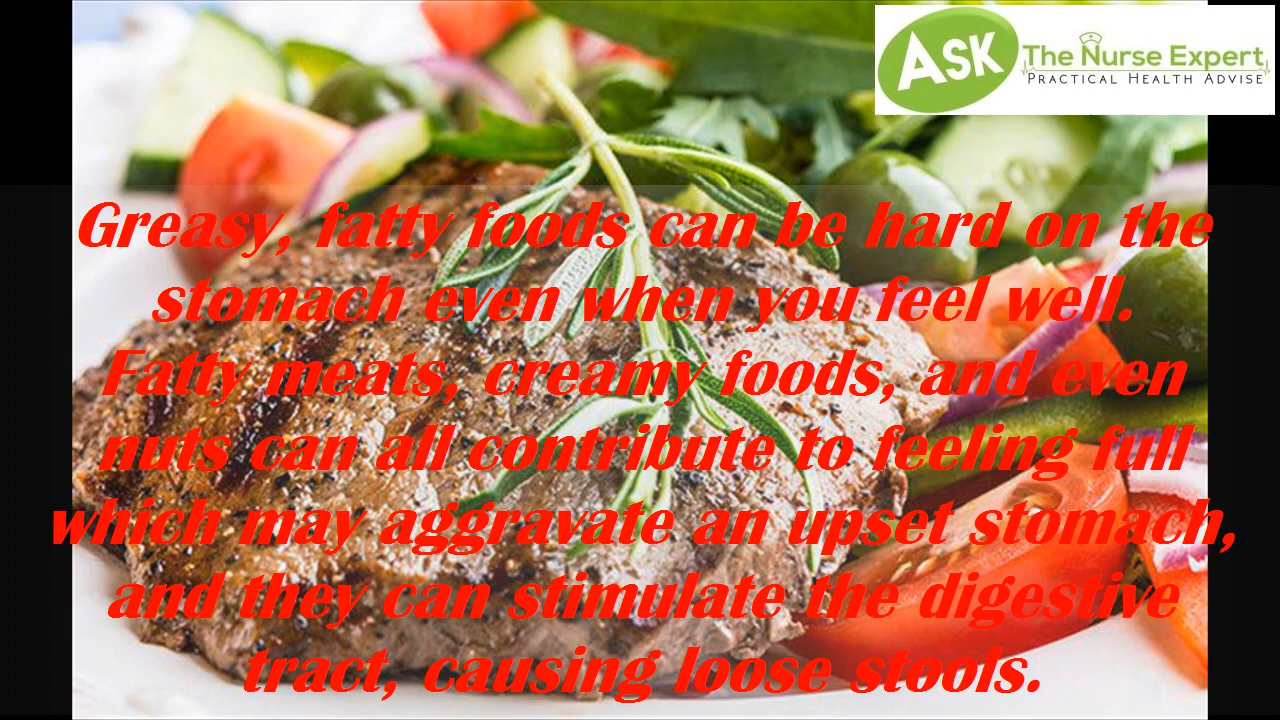 ASK The Nurse Expert
PRACTICAL HEALTH ADVISE
Greasy, fatty foods can be hard on the
stomach even when you feel well.
Fatty meats, creamy foods, and even
nuts can all contribute to feeling full
which may aggravate an upset stomach,
and they can stimulate the digestive
tract, causing loose stools.